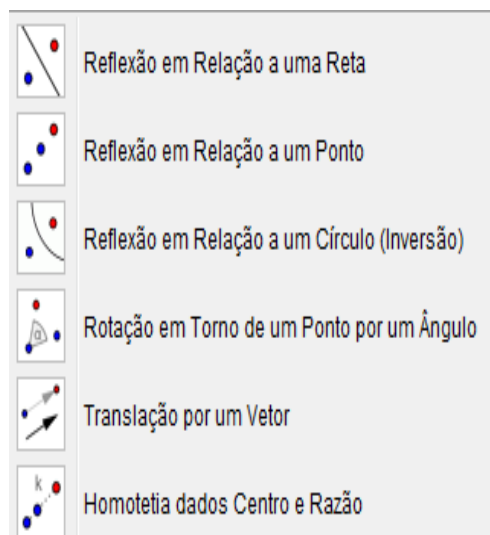 Reflexão em Relação a uma Reta
Reflexão em Relação a um Ponto
Reflexão em Relação a um Círculo (Inversão)
α
Rotação em Torno de um Ponto por um Ângulo
Translação por um Vetor
k
Homotetia dados Centro e Razão